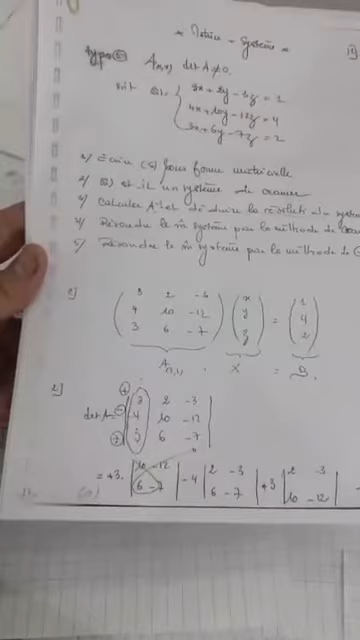 * Matrice - Système *
type② A(3,3) det A≠0.
soit (S): { 3x + 2y - 3z = 1
4x + 10y - 12z = 4
3x + 6y - 7z = 2
1/ Ecrire (S) sous forme matricielle
2/ (S) est-il un système de cramer
3/ calculer A⁻¹ et déduire la résolution du système
4/ Résoudre le m̂ système par la méthode de
5/ Résoudre le m̂ système par la méthode de
1) ( 3 2 -3 ) ( x ) ( 1 )
( 4 10 -12 ) ( y ) = ( 4 )
( 3 6 -7 ) ( z ) ( 2 )
A(3,3) . X = B.
2) ⊕ 3 2 -3
det A = ⊖ 4 10 -12
⊕ 3 6 -7
= +3. | 10 -12 | - 4 | 2 -3 | +3 | 2 -3 |
| 6 -7 | | 6 -7 | | 10 -12 |